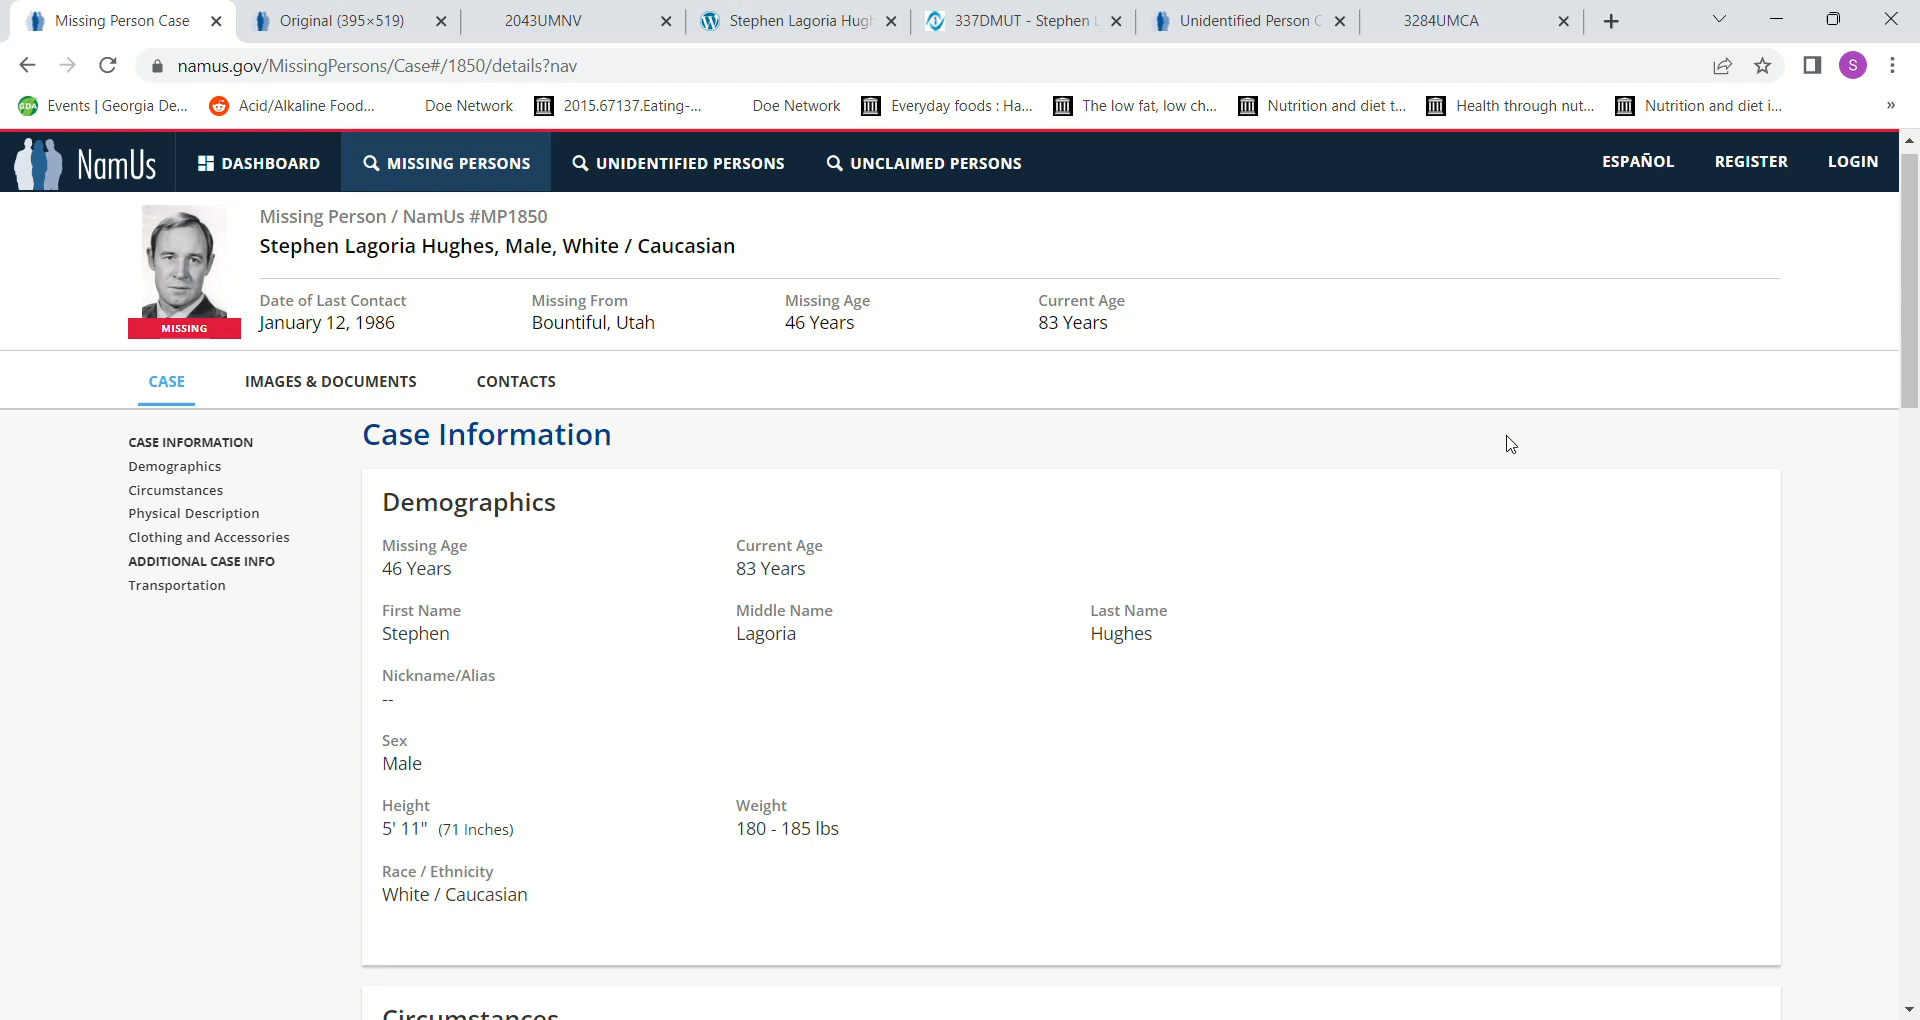 Missing Person Case Original (395×519) 2043UMNV Stephen Lagoria Hugh 337DMUT - Stephen L Unidentified Person C 3284UMCA
namus.gov/MissingPersons/Case#/1850/details?nav S
GDA Events | Georgia De... Acid/Alkaline Food... Doe Network 2015.67137.Eating-... Doe Network Everyday foods : Ha... The low fat, low ch... Nutrition and diet t... Health through nut... Nutrition and diet i... »
NamUs DASHBOARD MISSING PERSONS UNIDENTIFIED PERSONS UNCLAIMED PERSONS ESPAÑOL REGISTER LOGIN
Missing Person / NamUs #MP1850
Stephen Lagoria Hughes, Male, White / Caucasian
Date of Last Contact Missing From Missing Age Current Age
January 12, 1986 Bountiful, Utah 46 Years 83 Years
MISSING
CASE IMAGES & DOCUMENTS CONTACTS
CASE INFORMATION
Demographics
Circumstances
Physical Description
Clothing and Accessories
ADDITIONAL CASE INFO
Transportation
Case Information
Demographics
Missing Age Current Age
46 Years 83 Years
First Name Middle Name Last Name
Stephen Lagoria Hughes
Nickname/Alias
--
Sex
Male
Height Weight
5' 11" (71 Inches) 180 - 185 lbs
Race / Ethnicity
White / Caucasian
Circumstances